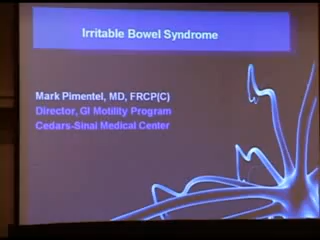 Irritable Bowel Syndrome
Mark Pimentel, MD, FRCP(C)
Director, GI Motility Program
Cedars-Sinai Medical Center